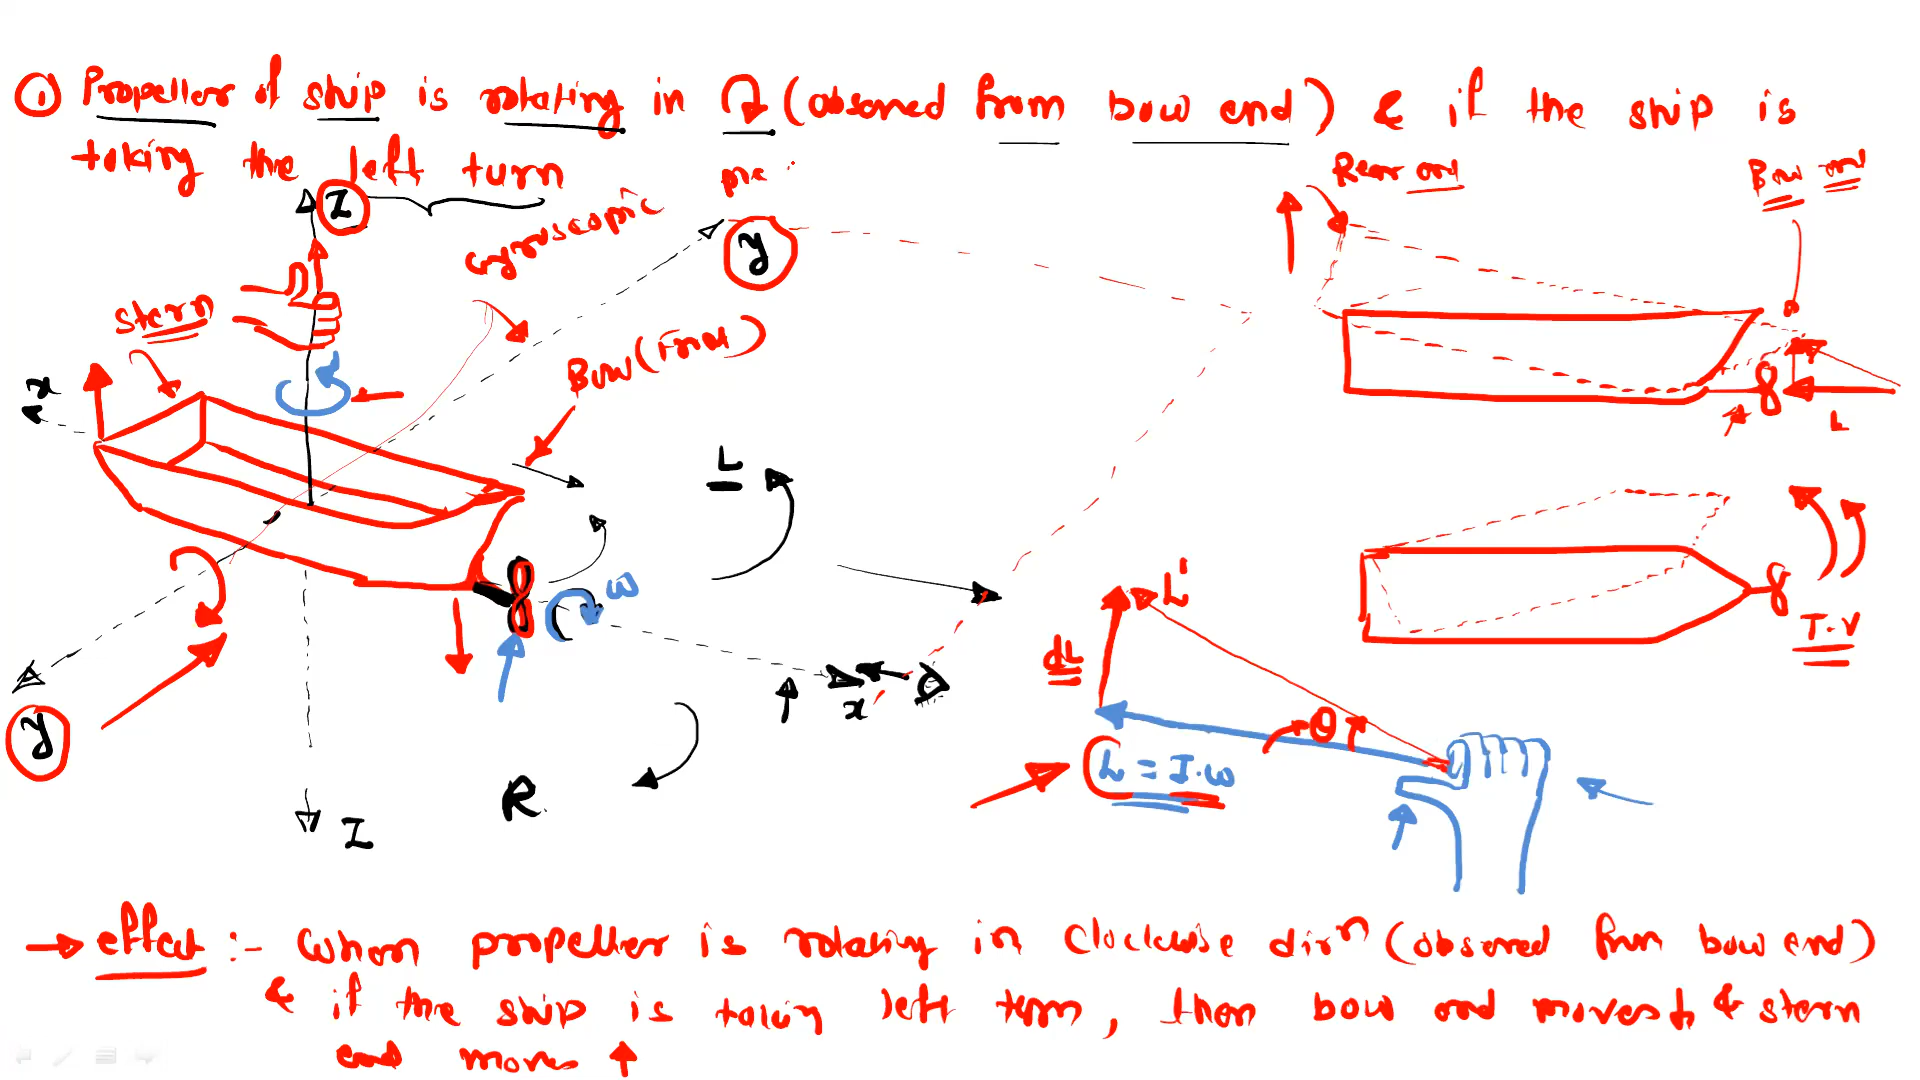 ① Propeller of ship is rotating in (observed from bow end) & if the ship is
taking the left turn
pre
Rear end
Bow end
Z
gyroscopic
y
stern
Bow (Front)
x
L
ω
L
L'
dL
θ
T.V
x
y
L = I.ω
R
Z
→ effect :- When propeller is rotating in clockwise dirn (observed from bow end)
& if the ship is taking left turn, then bow end moves ↓ & stern
end moves ↑